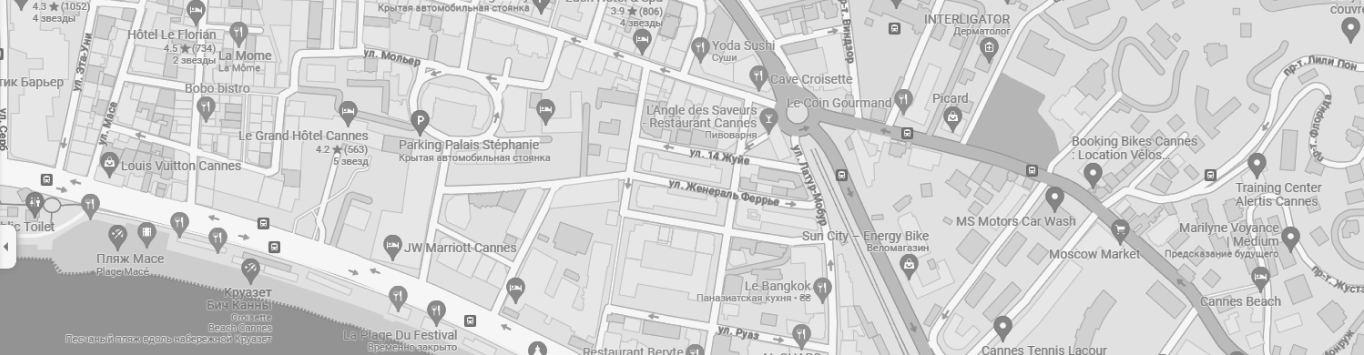 4.3 ★ (1052)
4 звезды
Крытая автомобильная стоянка
3.9 ★ (806)
4 звезды
пр-т. Виндзор
INTERLIGATOR
Дерматолог
Hôtel Le Florian
4.5 ★ (734)
2 звезды
La Mome
La Môme
ул. Эта-Уни
ул. Мольер
Yoda Sushi
Суши
Cave Croisette
пр-т. Лили Пон
тик Барьер
Bobo bistro
ул. Масе
ул. Серб
Le Coin Gourmand
Picard
L'Angle des Saveurs
- Restaurant Cannes
Пивоварня
Le Grand Hôtel Cannes
4.2 ★ (563)
5 звезд
Parking Palais Stéphanie
Крытая автомобильная стоянка
пр-т. Флорида
Booking Bikes Cannes
: Location Vélos...
Louis Vuitton Cannes
ул. 14 Жуйе
ул. Латур-Мобур
ул. Женераль Феррье
Training Center
Alertis Cannes
lic Toilet
MS Motors Car Wash
Marilyne Voyance
Medium
Предсказание будущего
JW Marriott Cannes
Sun City – Energy Bike
Веломагазин
Moscow Market
Пляж Масе
Plage Macé
Круазет
Бич Канны
Croisette
Beach Cannes
Песчаный пляж вдоль набережной Круазет
Le Bangkok
Паназиатская кухня • ₴₴
Cannes Beach
La Plage Du Festival
Временно закрыто
ул. Руаз
Restaurant Beryte
Cannes Tennis Lacour